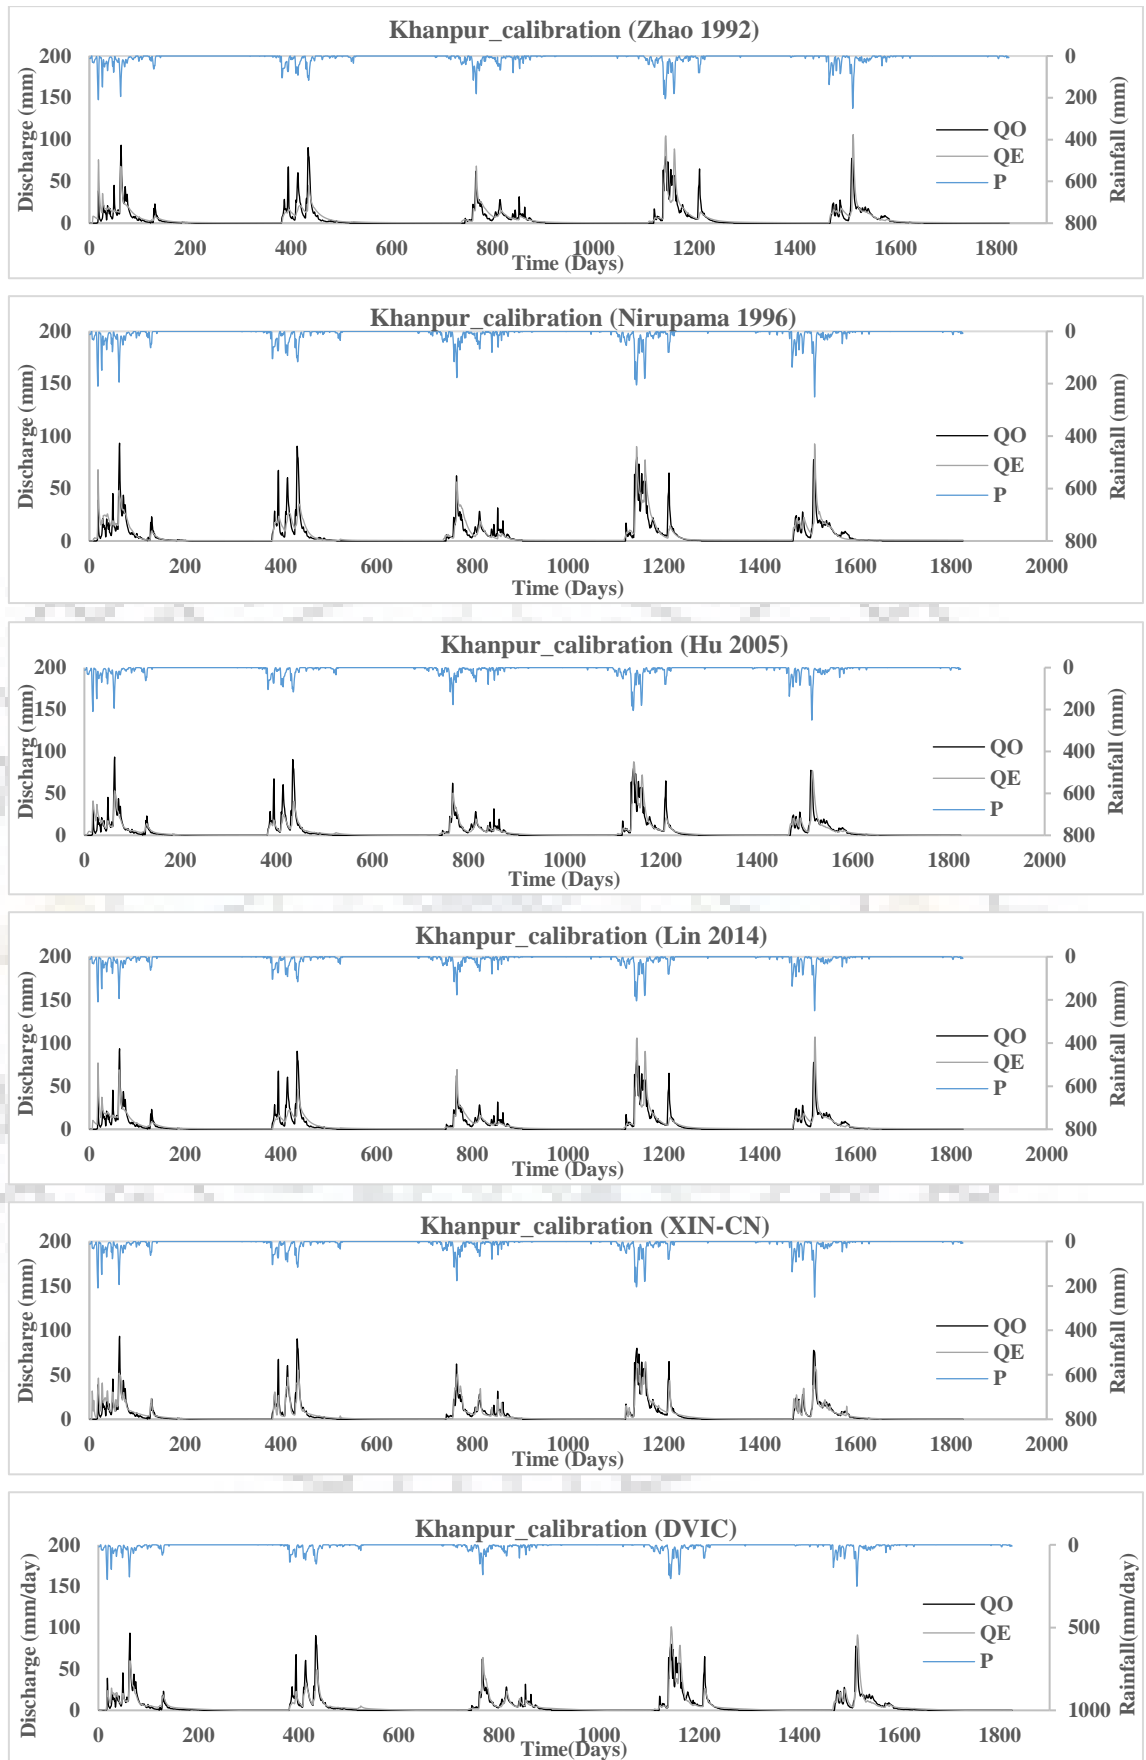 Khanpur_calibration (Zhao 1992)
200
150
100
50
0
Discharge (mm)
0
200
400
600
800
Rainfall (mm)
QO
QE
P
0 200 400 600 800 1000 1200 1400 1600 1800
Time (Days)
Khanpur_calibration (Nirupama 1996)
200
150
100
50
0
Discharge (mm)
0
200
400
600
800
Rainfall (mm)
QO
QE
P
0 200 400 600 800 1000 1200 1400 1600 1800 2000
Time (Days)
Khanpur_calibration (Hu 2005)
200
150
100
50
0
Discharg (mm)
0
200
400
600
800
Rainfall (mm)
QO
QE
P
0 200 400 600 800 1000 1200 1400 1600 1800 2000
Time (Days)
Khanpur_calibration (Lin 2014)
200
150
100
50
0
Discharge (mm)
0
200
400
600
800
Rainfall (mm)
QO
QE
P
0 200 400 600 800 1000 1200 1400 1600 1800 2000
Time (Days)
Khanpur_calibration (XIN-CN)
200
150
100
50
0
Discharge (mm)
0
200
400
600
800
Rainfall (mm)
QO
QE
P
0 200 400 600 800 1000 1200 1400 1600 1800 2000
Time (Days)
Khanpur_calibration (DVIC)
200
150
100
50
0
Discharge (mm/day)
0
500
1000
Rainfall(mm/day)
QO
QE
P
0 200 400 600 800 1000 1200 1400 1600 1800
Time(Days)